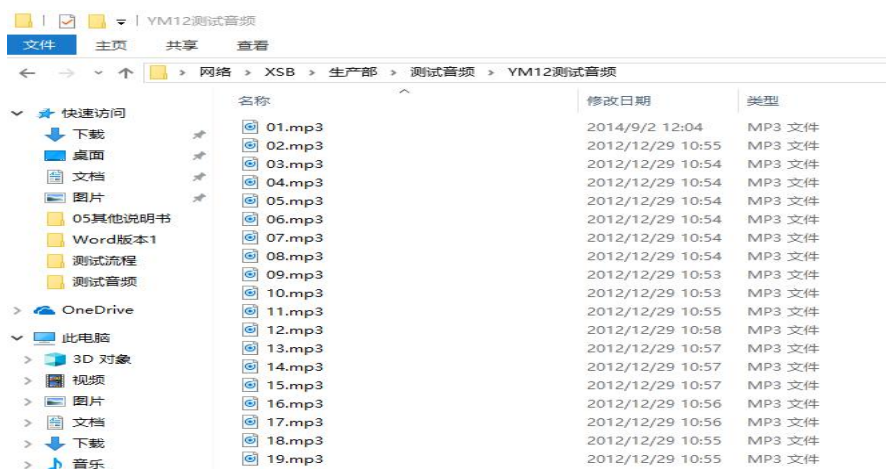 YM12测试音频
文件 主页 共享 查看
网络 > XSB > 生产部 > 测试音频 > YM12测试音频
名称 修改日期 类型
快速访问
下载
桌面
文档
图片
05其他说明书
Word版本1
测试流程
测试音频
OneDrive
此电脑
3D 对象
视频
图片
文档
下载
音乐
01.mp3 2014/9/2 12:04 MP3 文件
02.mp3 2012/12/29 10:55 MP3 文件
03.mp3 2012/12/29 10:54 MP3 文件
04.mp3 2012/12/29 10:54 MP3 文件
05.mp3 2012/12/29 10:54 MP3 文件
06.mp3 2012/12/29 10:54 MP3 文件
07.mp3 2012/12/29 10:54 MP3 文件
08.mp3 2012/12/29 10:54 MP3 文件
09.mp3 2012/12/29 10:53 MP3 文件
10.mp3 2012/12/29 10:53 MP3 文件
11.mp3 2012/12/29 10:55 MP3 文件
12.mp3 2012/12/29 10:58 MP3 文件
13.mp3 2012/12/29 10:57 MP3 文件
14.mp3 2012/12/29 10:57 MP3 文件
15.mp3 2012/12/29 10:57 MP3 文件
16.mp3 2012/12/29 10:56 MP3 文件
17.mp3 2012/12/29 10:56 MP3 文件
18.mp3 2012/12/29 10:55 MP3 文件
19.mp3 2012/12/29 10:55 MP3 文件